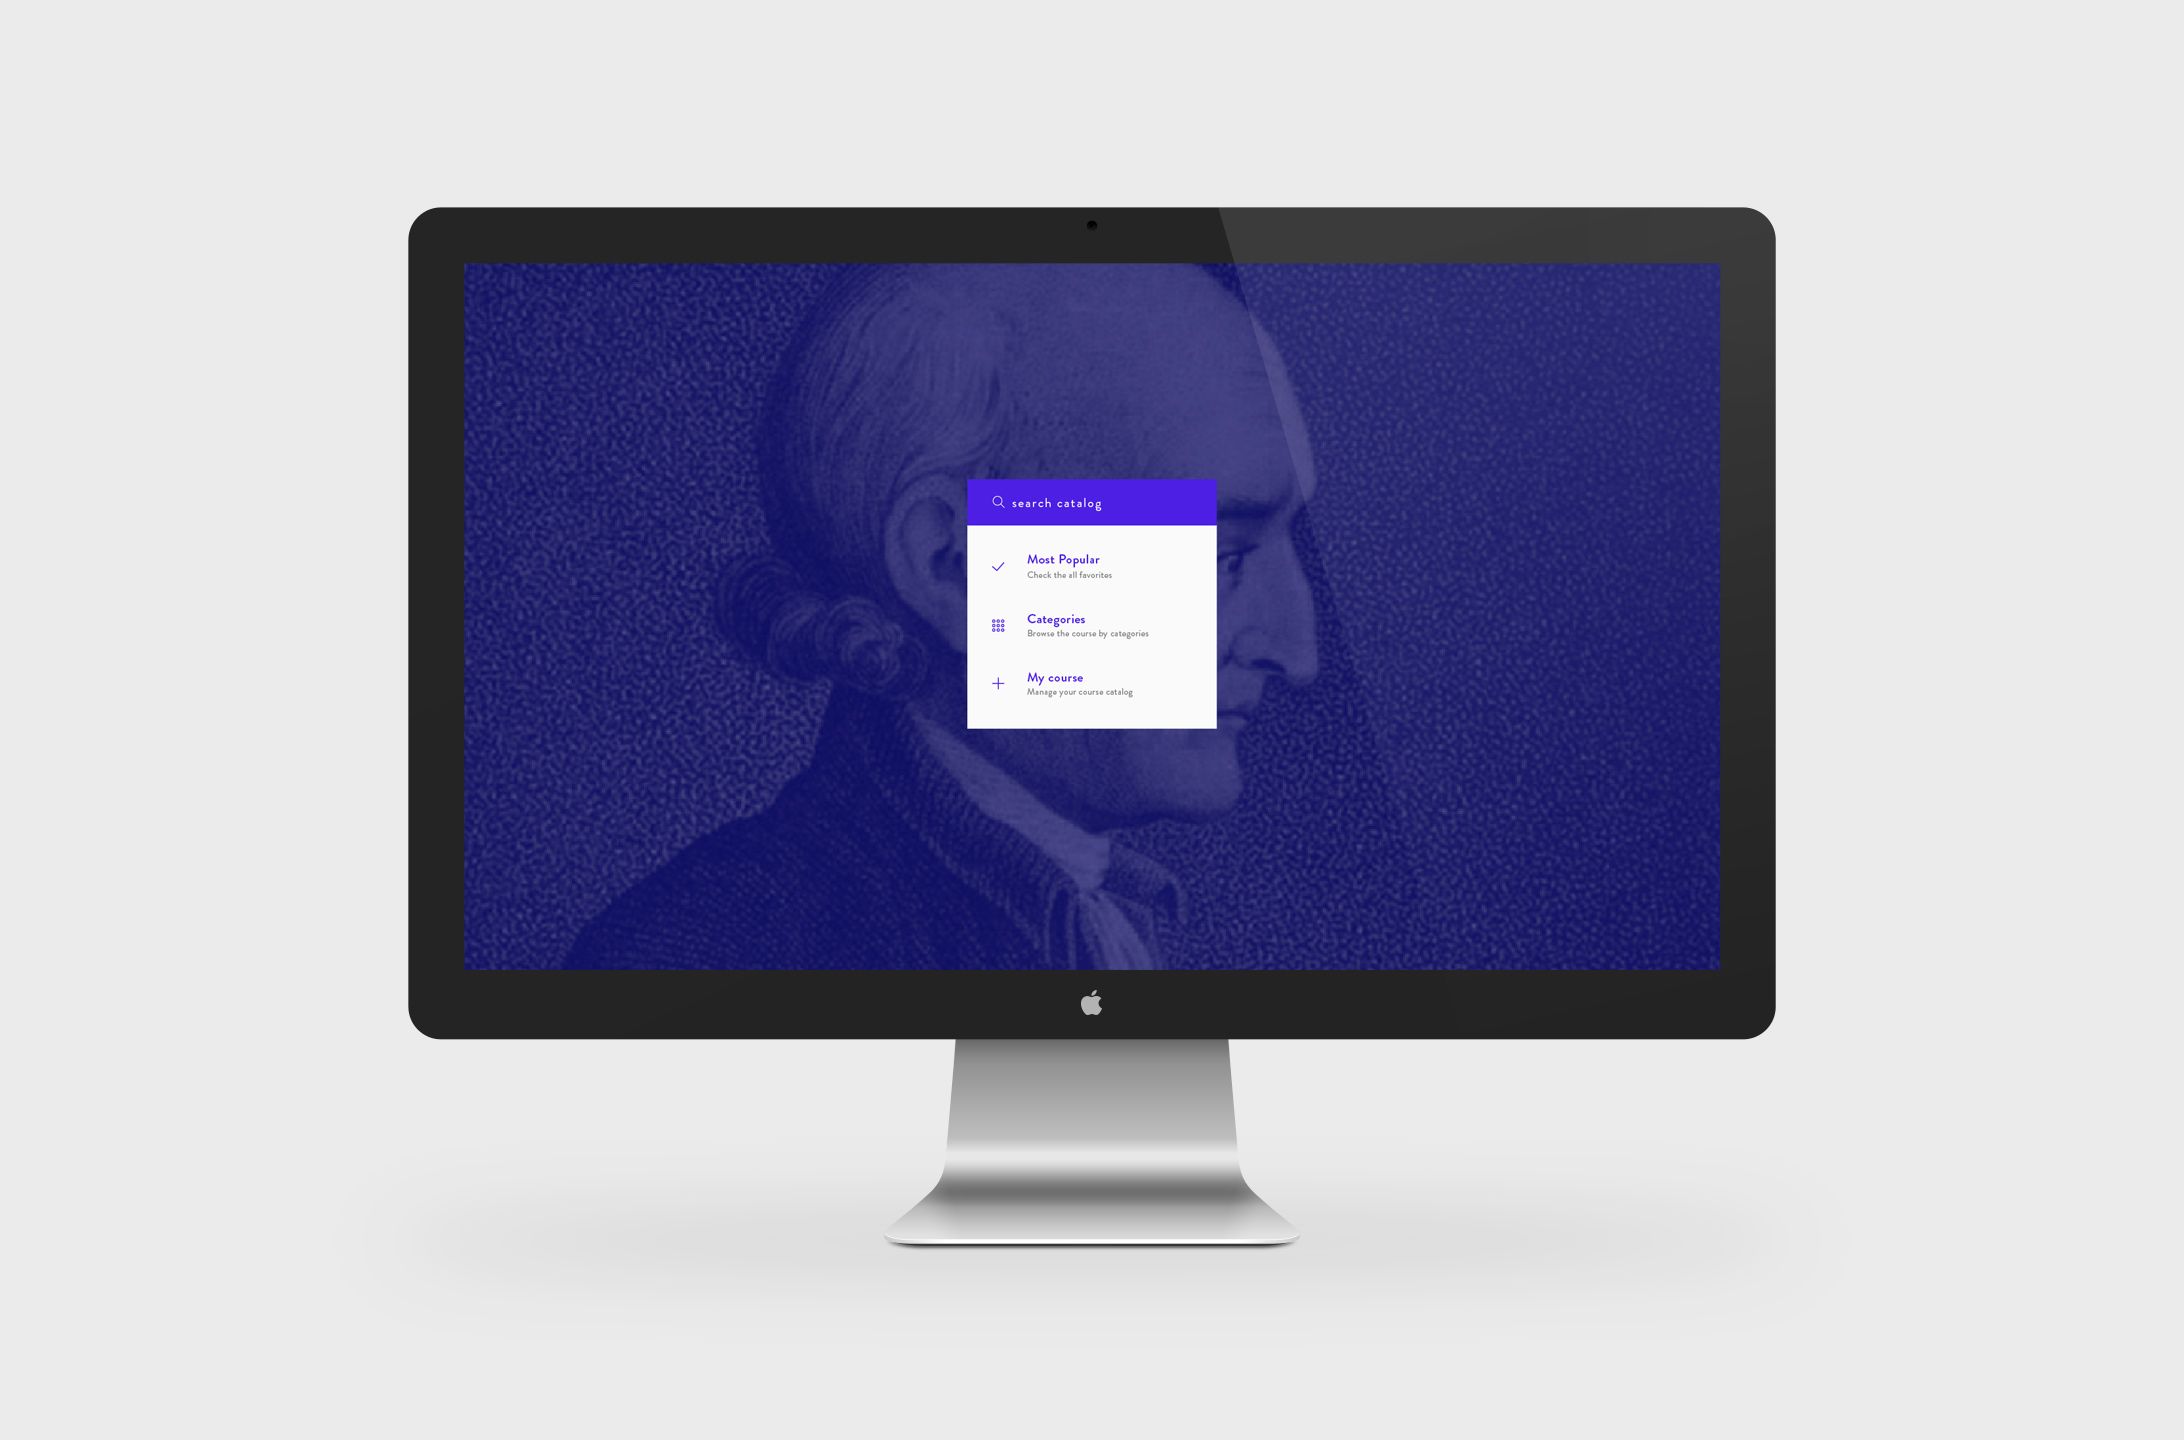 search catalog
Most Popular
Check the all favorites
Categories
Browse the course by categories
My course
Manage your course catalog